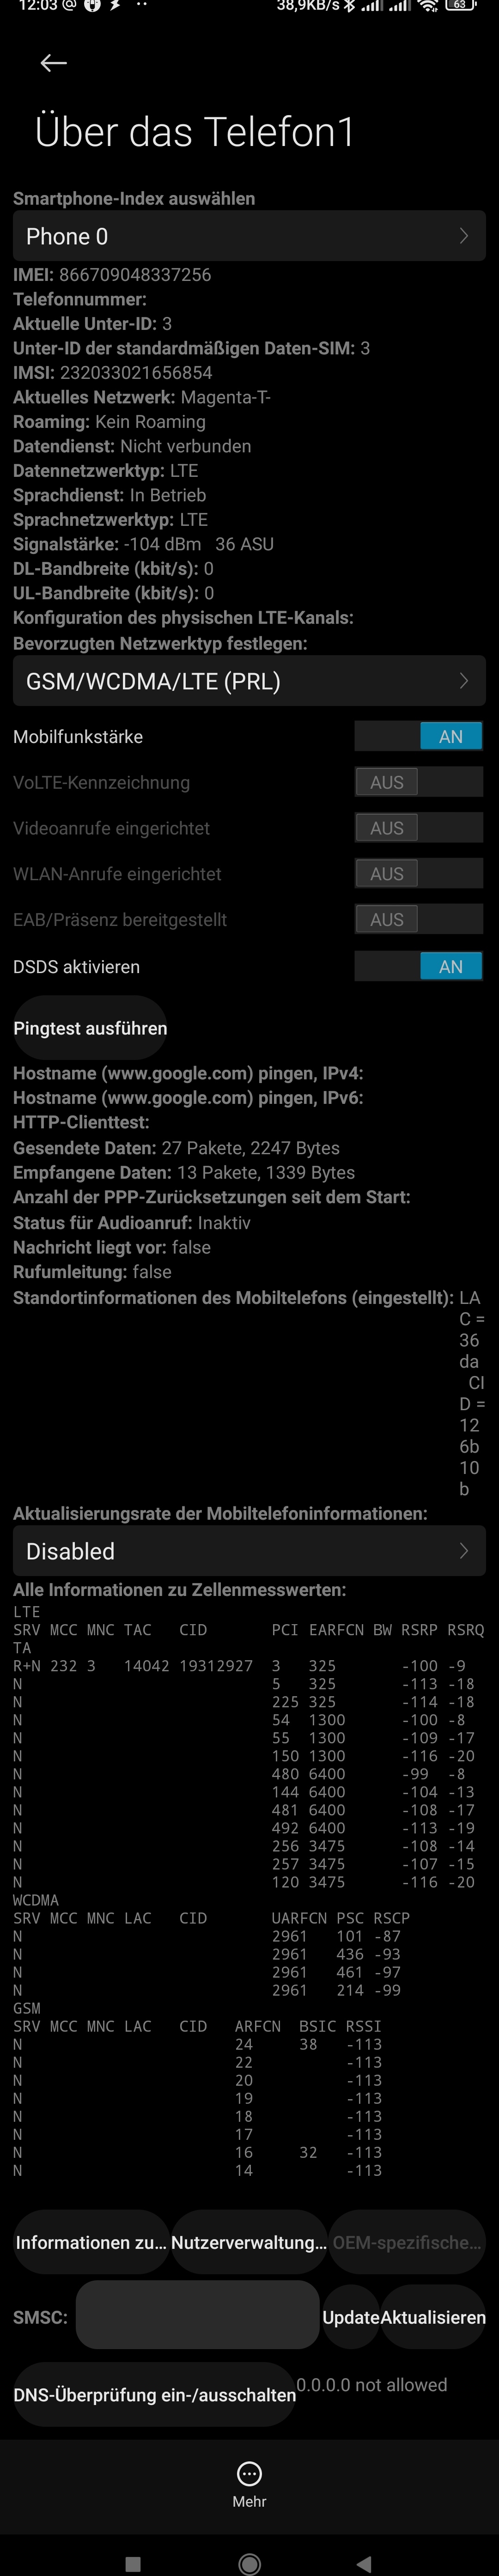 12:03 @
38,9KB/s 63
Über das Telefon1
Smartphone-Index auswählen
Phone 0
IMEI: 866709048337256
Telefonnummer:
Aktuelle Unter-ID: 3
Unter-ID der standardmäßigen Daten-SIM: 3
IMSI: 232033021656854
Aktuelles Netzwerk: Magenta-T-
Roaming: Kein Roaming
Datendienst: Nicht verbunden
Datennetzwerktyp: LTE
Sprachdienst: In Betrieb
Sprachnetzwerktyp: LTE
Signalstärke: -104 dBm 36 ASU
DL-Bandbreite (kbit/s): 0
UL-Bandbreite (kbit/s): 0
Konfiguration des physischen LTE-Kanals:
Bevorzugten Netzwerktyp festlegen:
GSM/WCDMA/LTE (PRL)
Mobilfunkstärke AN
VoLTE-Kennzeichnung AUS
Videoanrufe eingerichtet AUS
WLAN-Anrufe eingerichtet AUS
EAB/Präsenz bereitgestellt AUS
DSDS aktivieren AN
Pingtest ausführen
Hostname (www.google.com) pingen, IPv4:
Hostname (www.google.com) pingen, IPv6:
HTTP-Clienttest:
Gesendete Daten: 27 Pakete, 2247 Bytes
Empfangene Daten: 13 Pakete, 1339 Bytes
Anzahl der PPP-Zurücksetzungen seit dem Start:
Status für Audioanruf: Inaktiv
Nachricht liegt vor: false
Rufumleitung: false
Standortinformationen des Mobiltelefons (eingestellt): LA
C =
36
da
CI
D =
12
6b
10
b
Aktualisierungsrate der Mobiltelefoninformationen:
Disabled
Alle Informationen zu Zellenmesswerten:
LTE
SRV MCC MNC TAC CID PCI EARFCN BW RSRP RSRQ
TA
R+N 232 3 14042 19312927 3 325 -100 -9
N 5 325 -113 -18
N 225 325 -114 -18
N 54 1300 -100 -8
N 55 1300 -109 -17
N 150 1300 -116 -20
N 480 6400 -99 -8
N 144 6400 -104 -13
N 481 6400 -108 -17
N 492 6400 -113 -19
N 256 3475 -108 -14
N 257 3475 -107 -15
N 120 3475 -116 -20
WCDMA
SRV MCC MNC LAC CID UARFCN PSC RSCP
N 2961 101 -87
N 2961 436 -93
N 2961 461 -97
N 2961 214 -99
GSM
SRV MCC MNC LAC CID ARFCN BSIC RSSI
N 24 38 -113
N 22 -113
N 20 -113
N 19 -113
N 18 -113
N 17 -113
N 16 32 -113
N 14 -113
Informationen zu… Nutzerverwaltung… OEM-spezifische…
SMSC: Update Aktualisieren
DNS-Überprüfung ein-/ausschalten 0.0.0.0 not allowed
Mehr